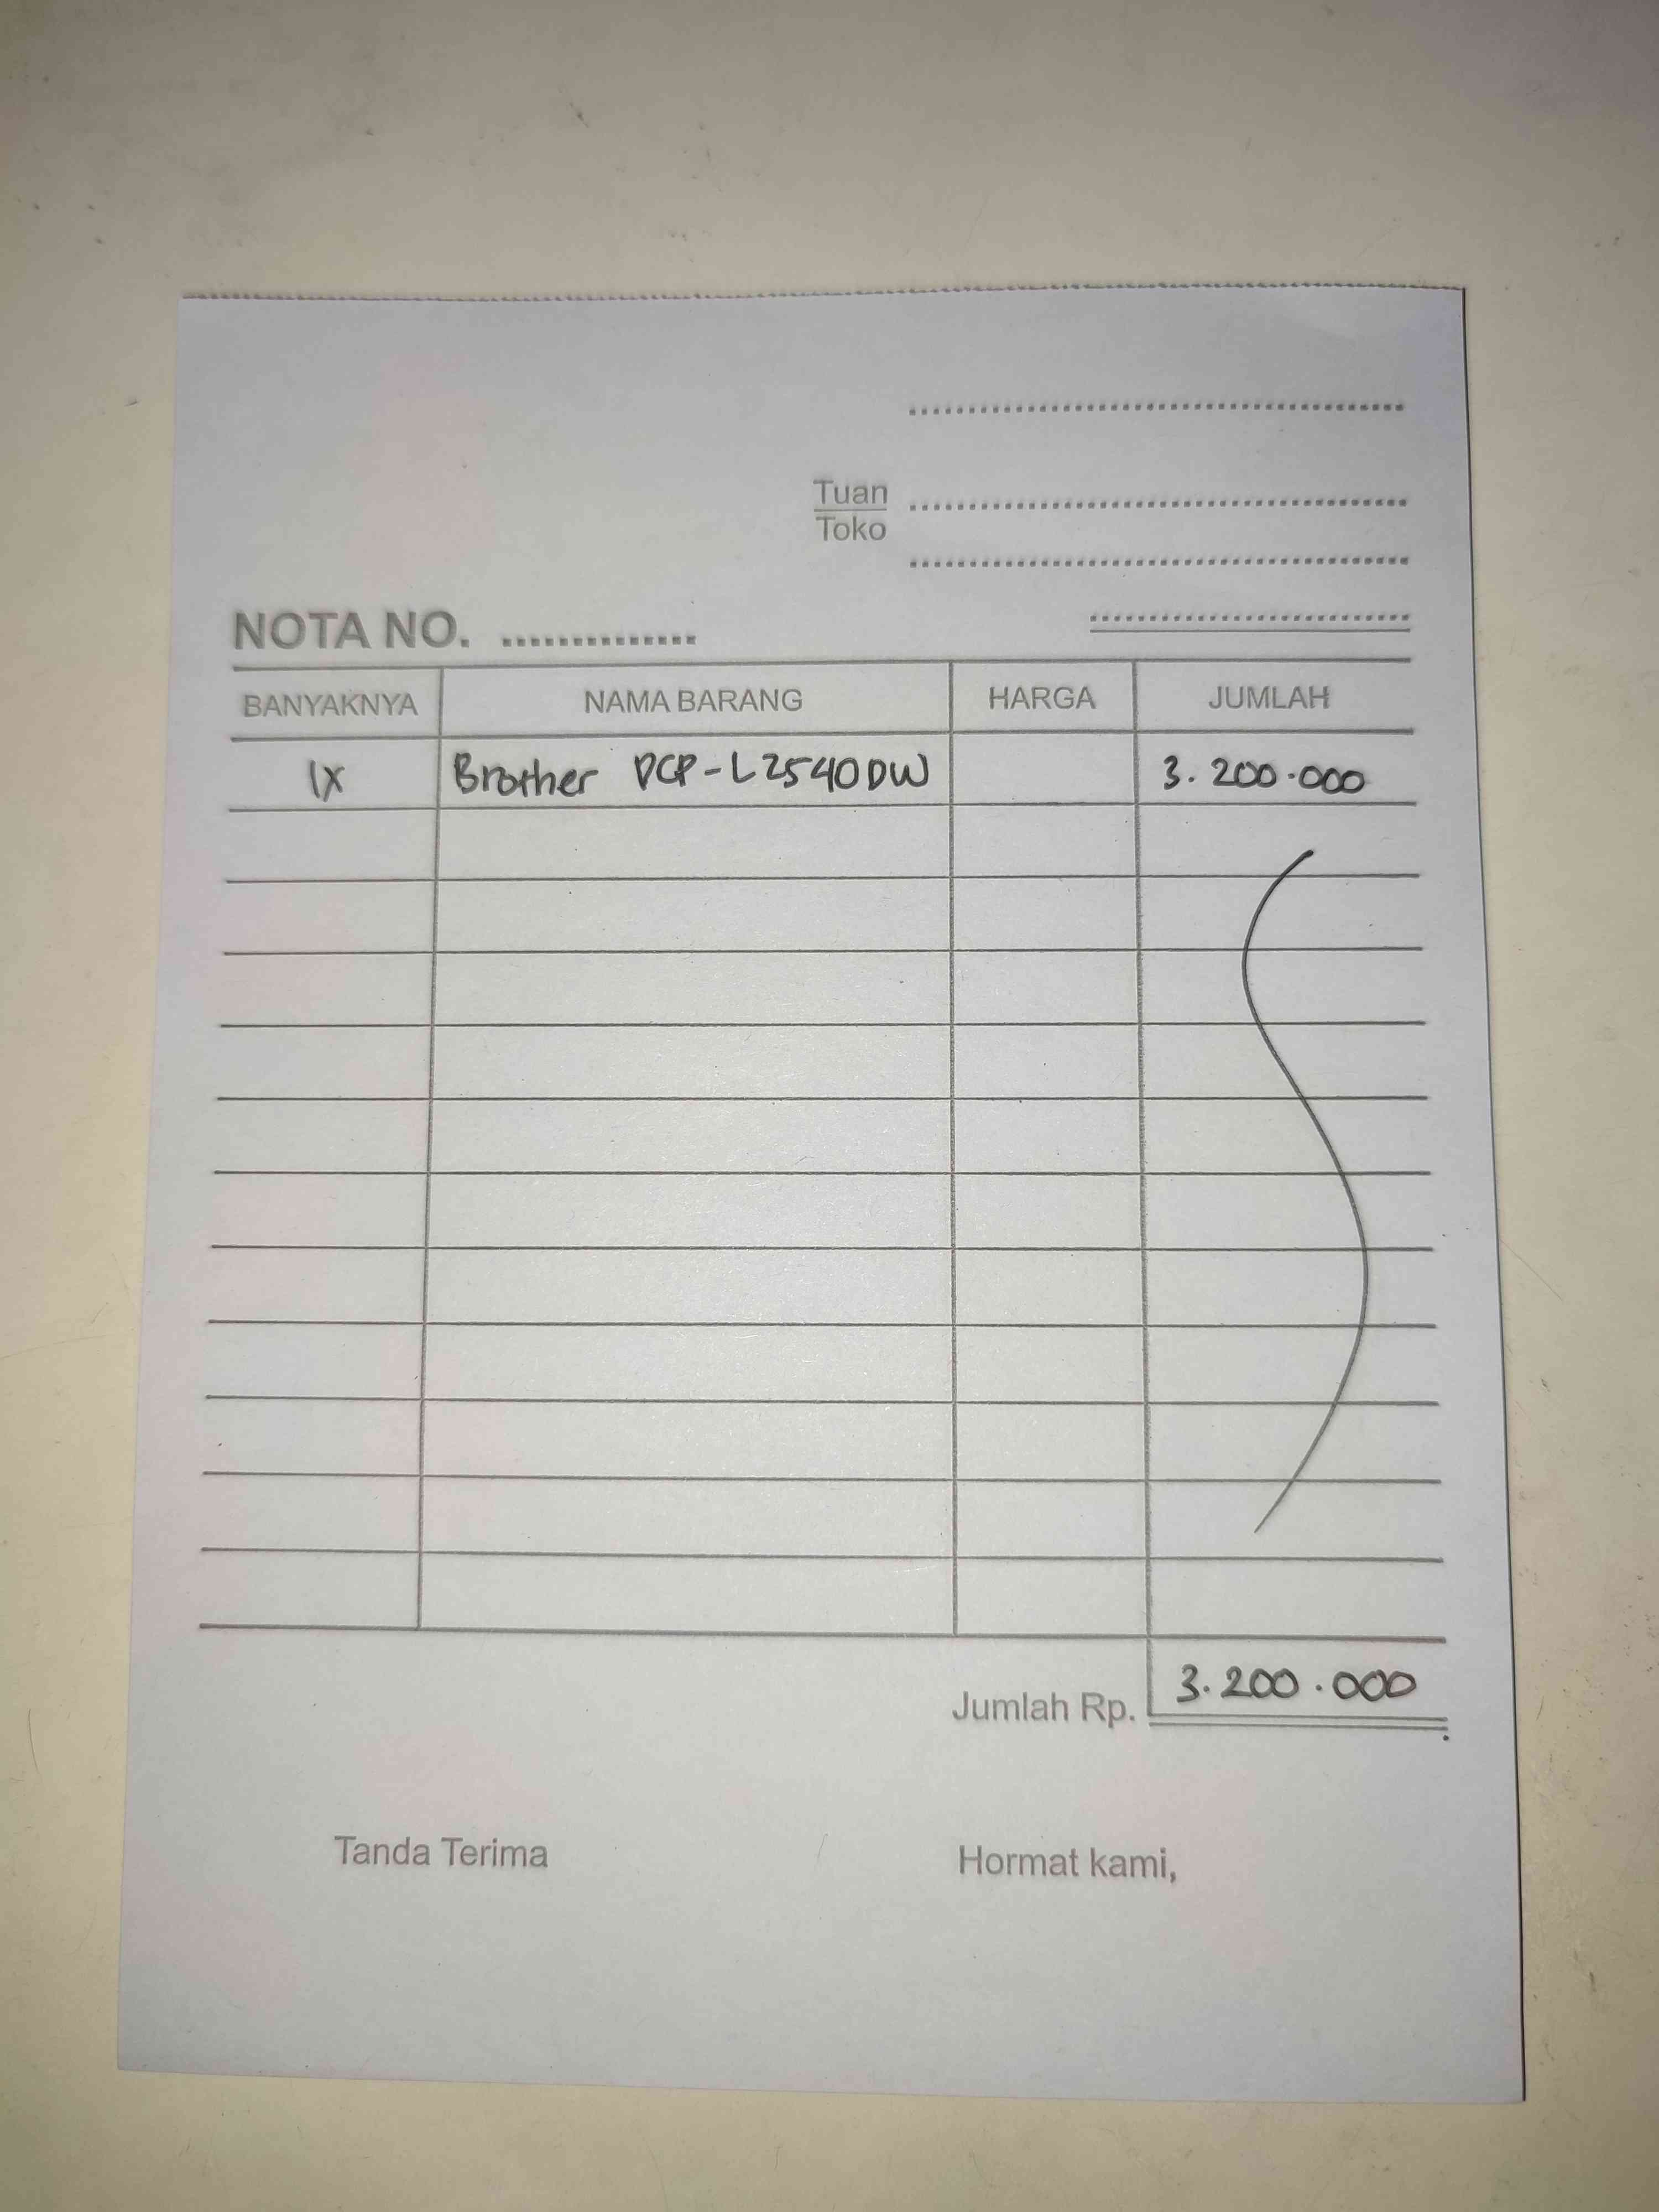 Tuan
Toko
NOTA NO. ..............
BANYAKNYA NAMA BARANG HARGA JUMLAH
1X Brother DCP-L2540DW 3.200.000
Jumlah Rp. 3.200.000
Tanda Terima Hormat kami,